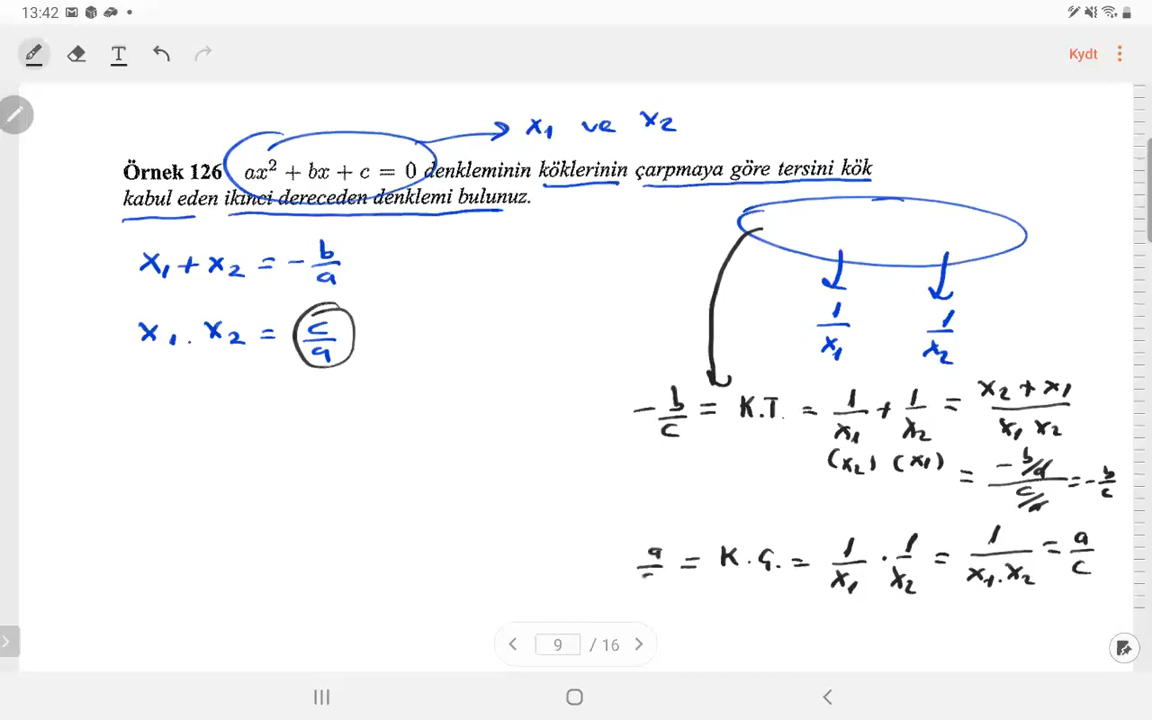 13:42
Kydt
x₁ ve x₂
Örnek 126 ax² + bx + c = 0 denkleminin köklerinin çarpmaya göre tersini kök
kabul eden ikinci dereceden denklemi bulunuz.
x₁ + x₂ = - b/a
x₁ . x₂ = c/a
1/x₁ 1/x₂
- b/c = K.T. = 1/x₁ + 1/x₂ = x₂ + x₁ / x₁ x₂
(x₂) (x₁) = - b/a / c/a = - b/c
a/ = K.Ç. = 1/x₁ . 1/x₂ = 1 / x₁.x₂ = a/c
9 / 16